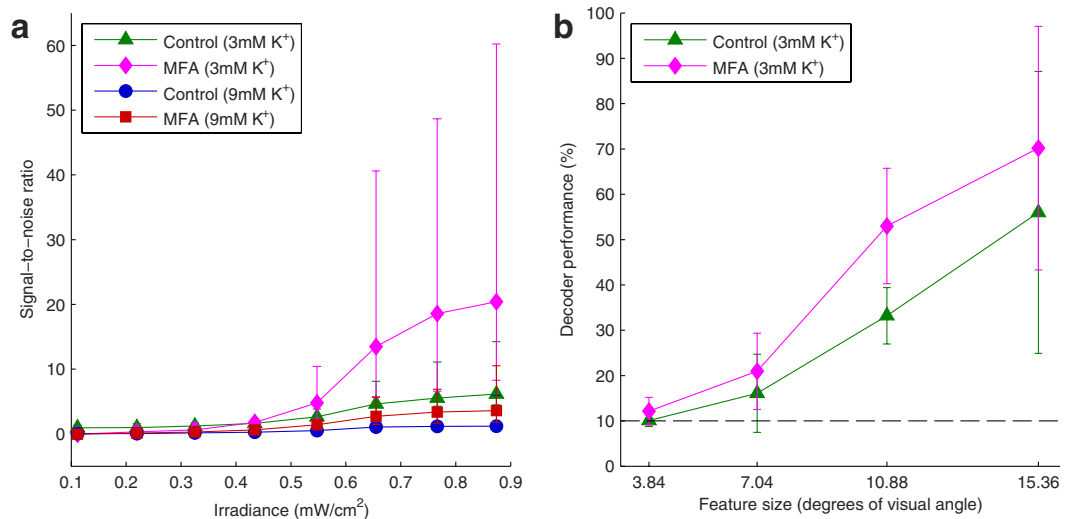 a
60
50
40
30
20
10
0
Signal−to−noise ratio
Control (3mM K+)
MFA (3mM K+)
Control (9mM K+)
MFA (9mM K+)
0.1 0.2 0.3 0.4 0.5 0.6 0.7 0.8 0.9
Irradiance (mW/cm2)
b
100
90
80
70
60
50
40
30
20
10
0
Decoder performance (%)
Control (3mM K+)
MFA (3mM K+)
3.84 7.04 10.88 15.36
Feature size (degrees of visual angle)